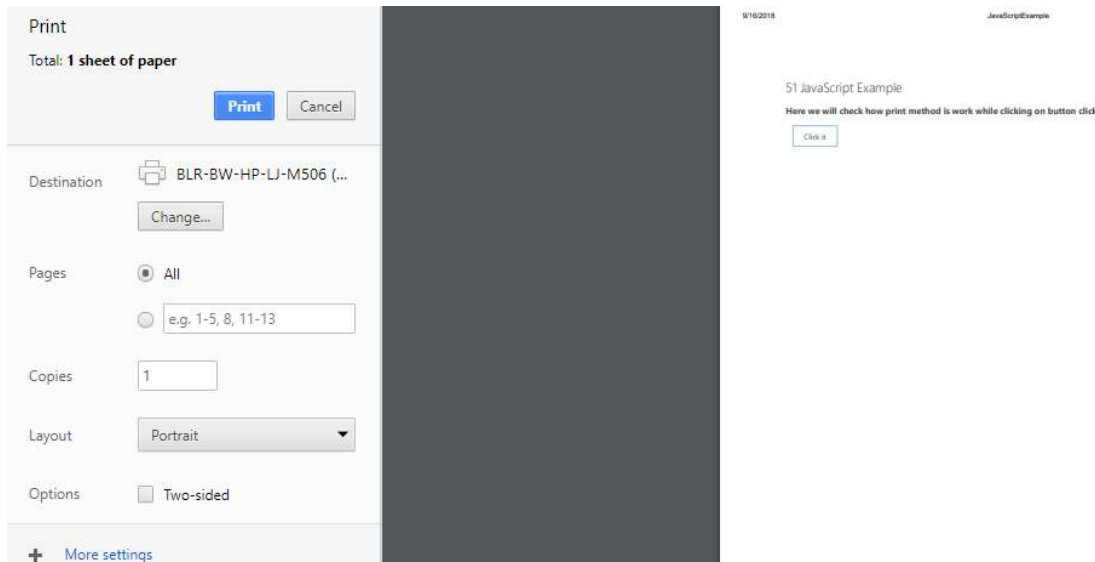 Print
Total: 1 sheet of paper
Print Cancel
Destination BLR-BW-HP-LJ-M506 (...
Change...
Pages All
e.g. 1-5, 8, 11-13
Copies 1
Layout Portrait
Options Two-sided
+ More settings
9/16/2018 JavaScriptExample
51 JavaScript Example
Here we will check how print method is work while clicking on button click
Click it